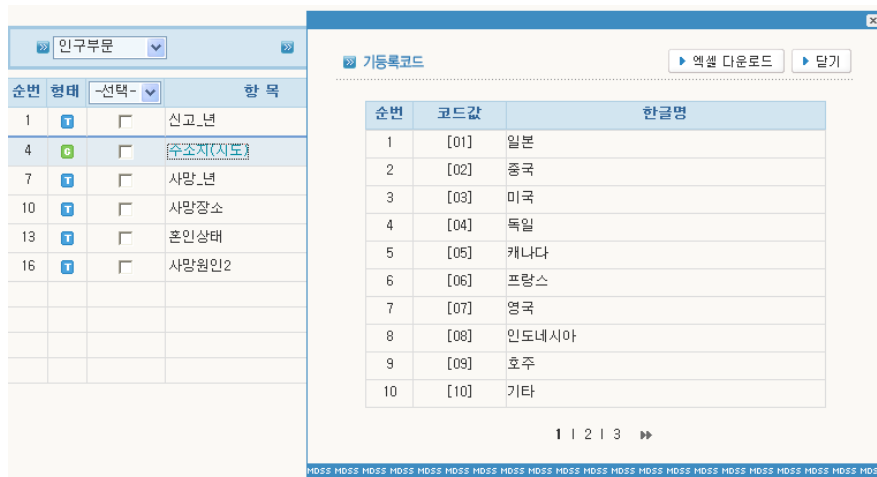 인구부문
순번 형태 -선택- 항 목
1 T 신고_년
4 C 주소지(시도)
7 T 사망_년
10 T 사망장소
13 T 혼인상태
16 T 사망원인2
기등록코드
엑셀 다운로드 닫기
순번 코드값 한글명
1 [01] 일본
2 [02] 중국
3 [03] 미국
4 [04] 독일
5 [05] 캐나다
6 [06] 프랑스
7 [07] 영국
8 [08] 인도네시아
9 [09] 호주
10 [10] 기타
1 | 2 | 3
MDSS MDSS MDSS MDSS MDSS MDSS MDSS MDSS MDSS MDSS MDSS MDSS MDSS MDSS MDSS MDSS MDSS MDSS MDSS MDSS